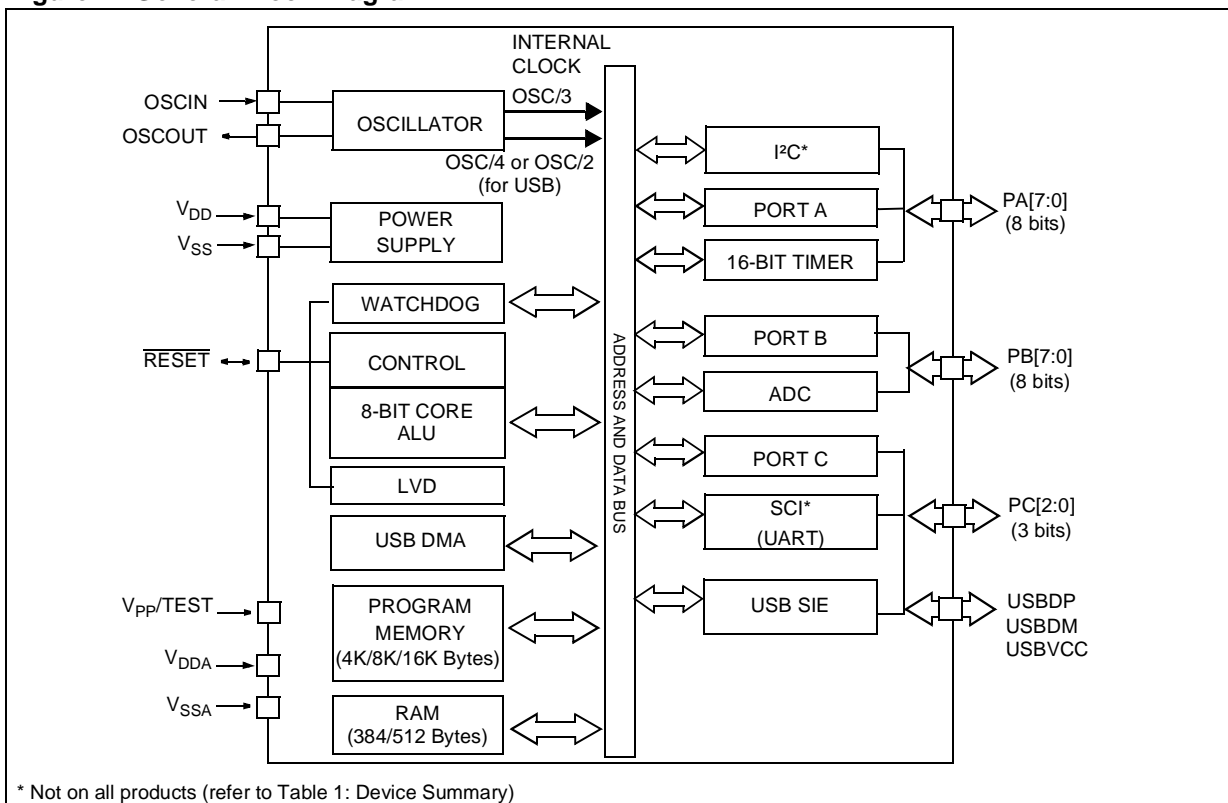 INTERNAL
CLOCK
OSCIN
OSCOUT
OSCILLATOR
OSC/3
OSC/4 or OSC/2
(for USB)
VDD
VSS
POWER
SUPPLY
WATCHDOG
RESET
CONTROL
8-BIT CORE
ALU
LVD
USB DMA
VPP/TEST
PROGRAM
MEMORY
(4K/8K/16K Bytes)
VDDA
VSSA
RAM
(384/512 Bytes)
ADDRESS AND DATA BUS
I²C*
PORT A
16-BIT TIMER
PA[7:0]
(8 bits)
PORT B
ADC
PB[7:0]
(8 bits)
PORT C
SCI*
(UART)
PC[2:0]
(3 bits)
USB SIE
USBDP
USBDM
USBVCC
* Not on all products (refer to Table 1: Device Summary)